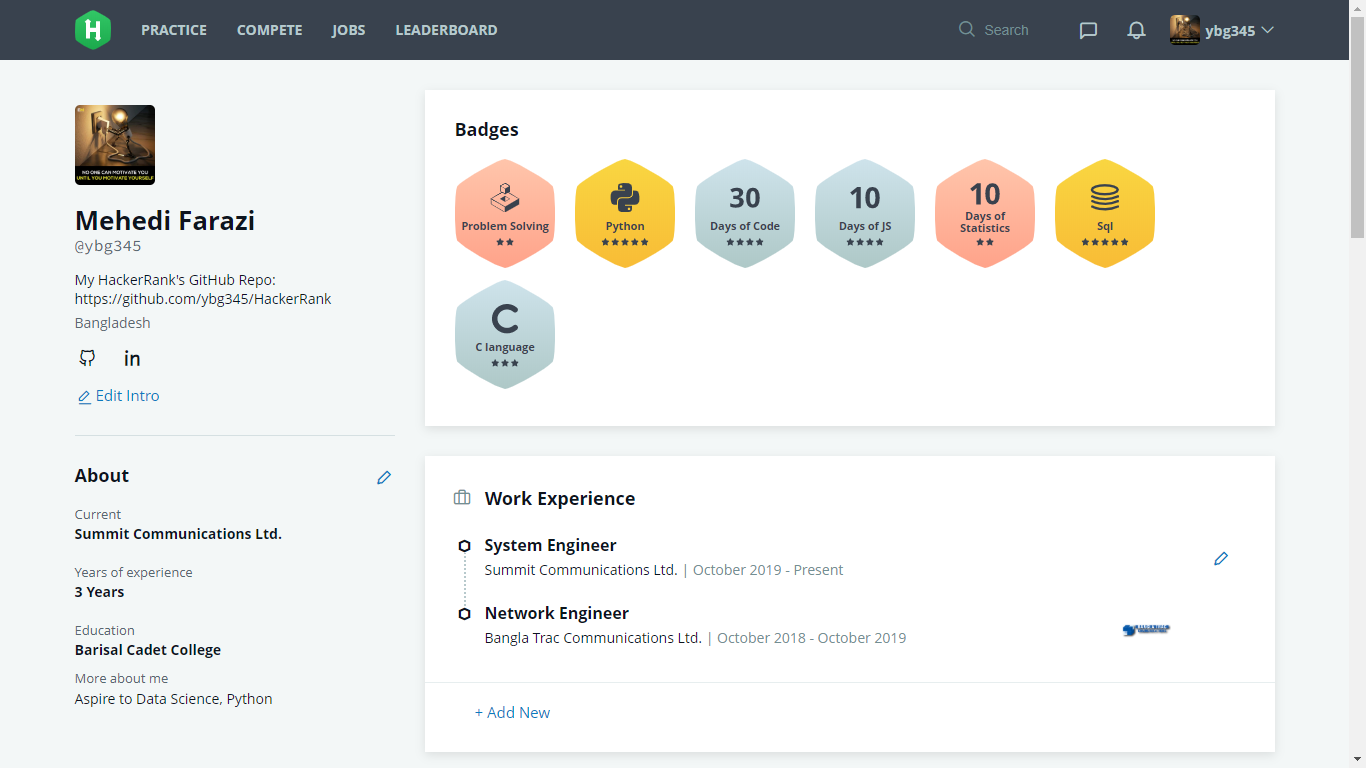 PRACTICE COMPETE JOBS LEADERBOARD Search ybg345
NO ONE CAN MOTIVATE YOU
UNTIL YOU MOTIVATE YOURSELF
Mehedi Farazi
@ybg345
My HackerRank's GitHub Repo:
https://github.com/ybg345/HackerRank
Bangladesh
in
Edit Intro
About
Current
Summit Communications Ltd.
Years of experience
3 Years
Education
Barisal Cadet College
More about me
Aspire to Data Science, Python
Badges
Problem Solving
Python
30
Days of Code
10
Days of JS
10
Days of
Statistics
Sql
C
C language
Work Experience
System Engineer
Summit Communications Ltd. | October 2019 - Present
Network Engineer
Bangla Trac Communications Ltd. | October 2018 - October 2019
+ Add New